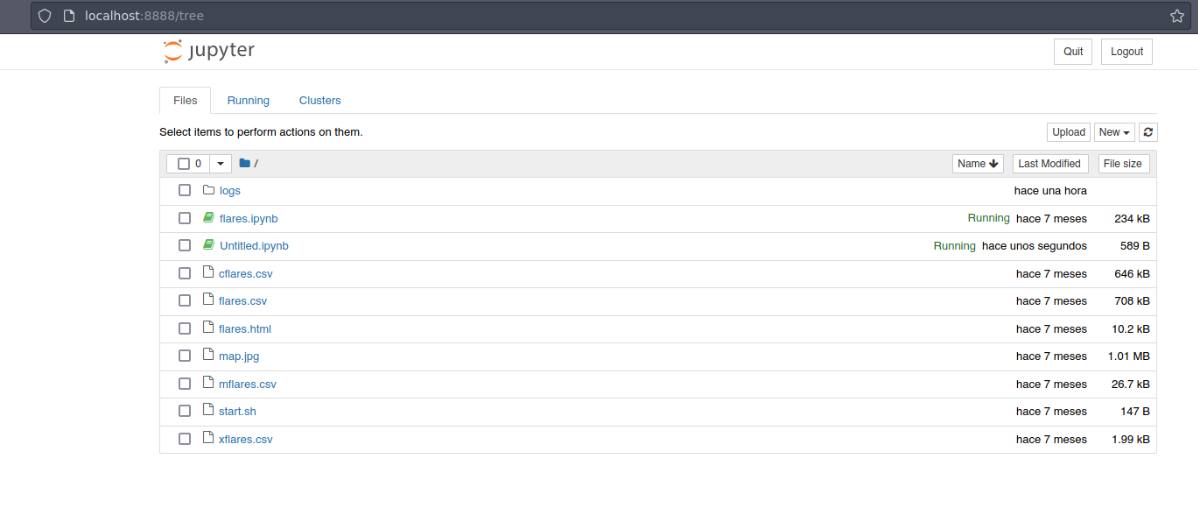 localhost:8888/tree
jupyter
Quit Logout
Files Running Clusters
Select items to perform actions on them.
Upload New
0 / Name Last Modified File size
logs hace una hora
flares.ipynb Running hace 7 meses 234 kB
Untitled.ipynb Running hace unos segundos 589 B
cflares.csv hace 7 meses 646 kB
flares.csv hace 7 meses 708 kB
flares.html hace 7 meses 10.2 kB
map.jpg hace 7 meses 1.01 MB
mflares.csv hace 7 meses 26.7 kB
start.sh hace 7 meses 147 B
xflares.csv hace 7 meses 1.99 kB